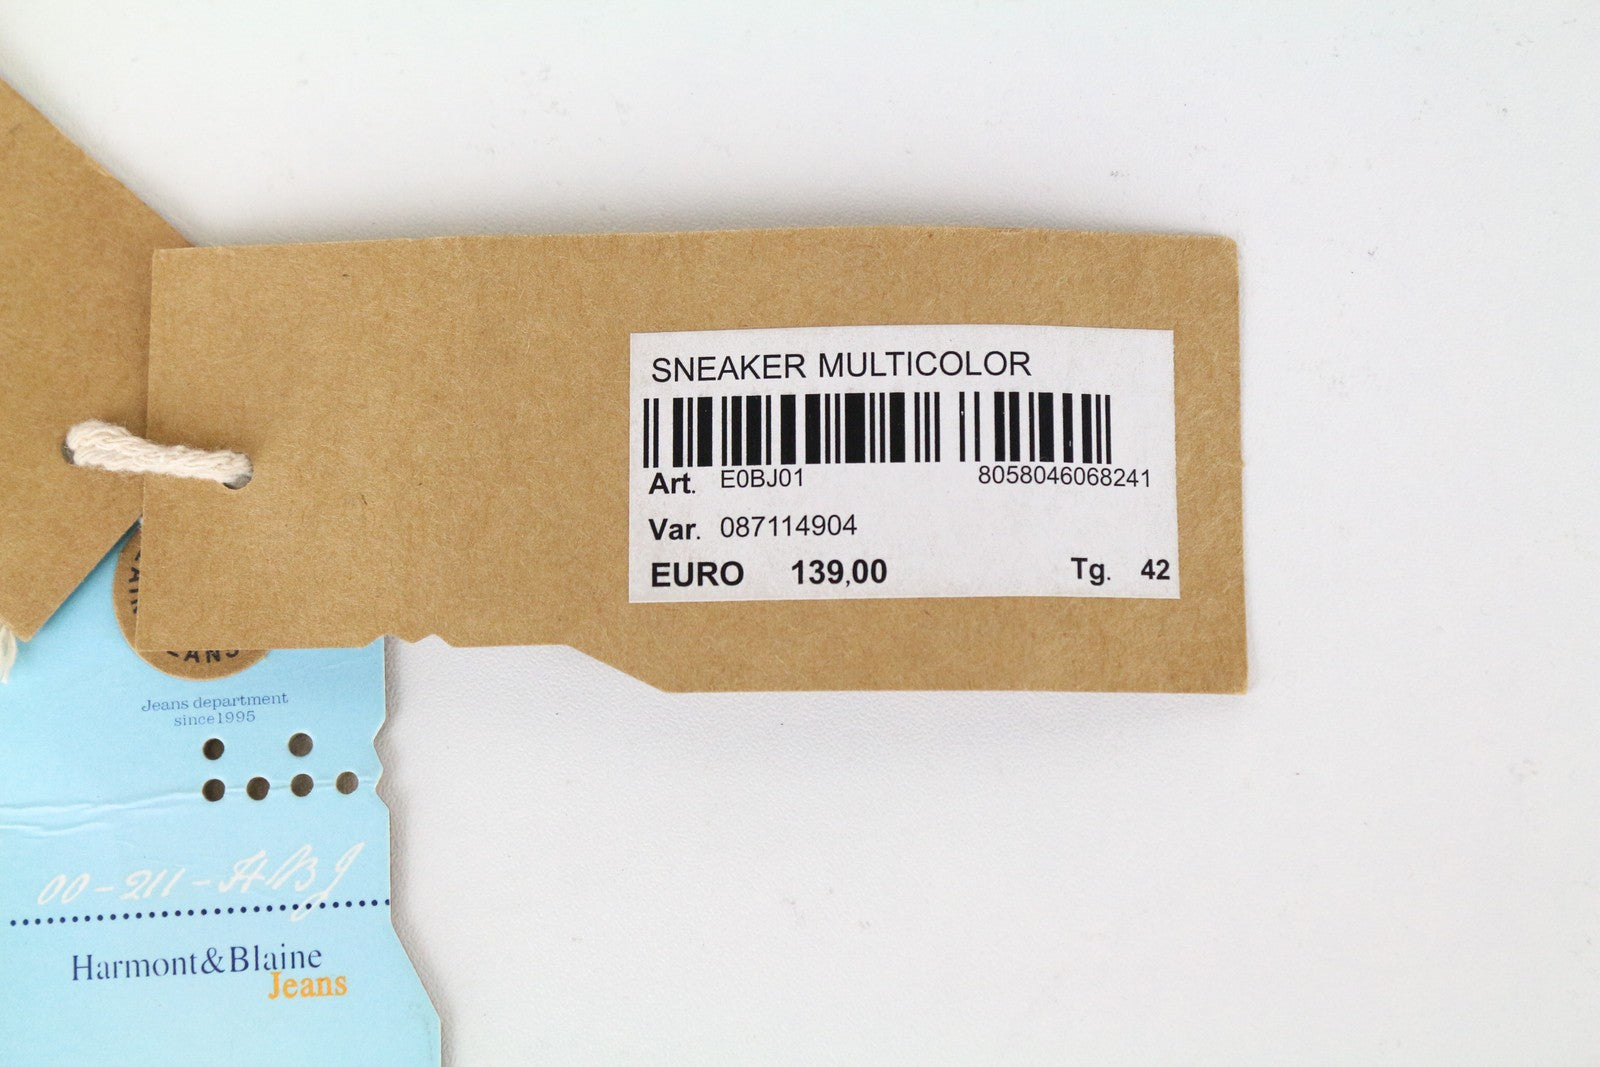 SNEAKER MULTICOLOR
Art. E0BJ01 8058046068241
Var. 087114904
EURO 139,00 Tg. 42
Jeans department
since1995
00-211-HBJ
Harmont&Blaine
Jeans